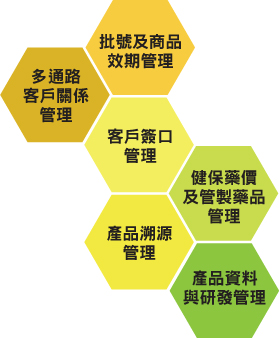 批號及商品
效期管理
多通路
客戶關係
管理
客戶簽口
管理
健保藥價
及管製藥品
管理
產品溯源
管理
產品資料
與研發管理